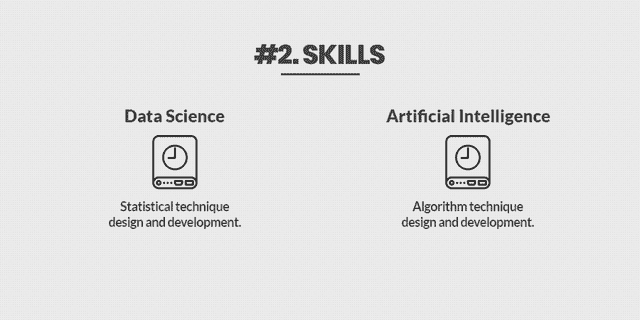 #2. SKILLS
Data Science
Statistical technique
design and development.
Artificial Intelligence
Algorithm technique
design and development.